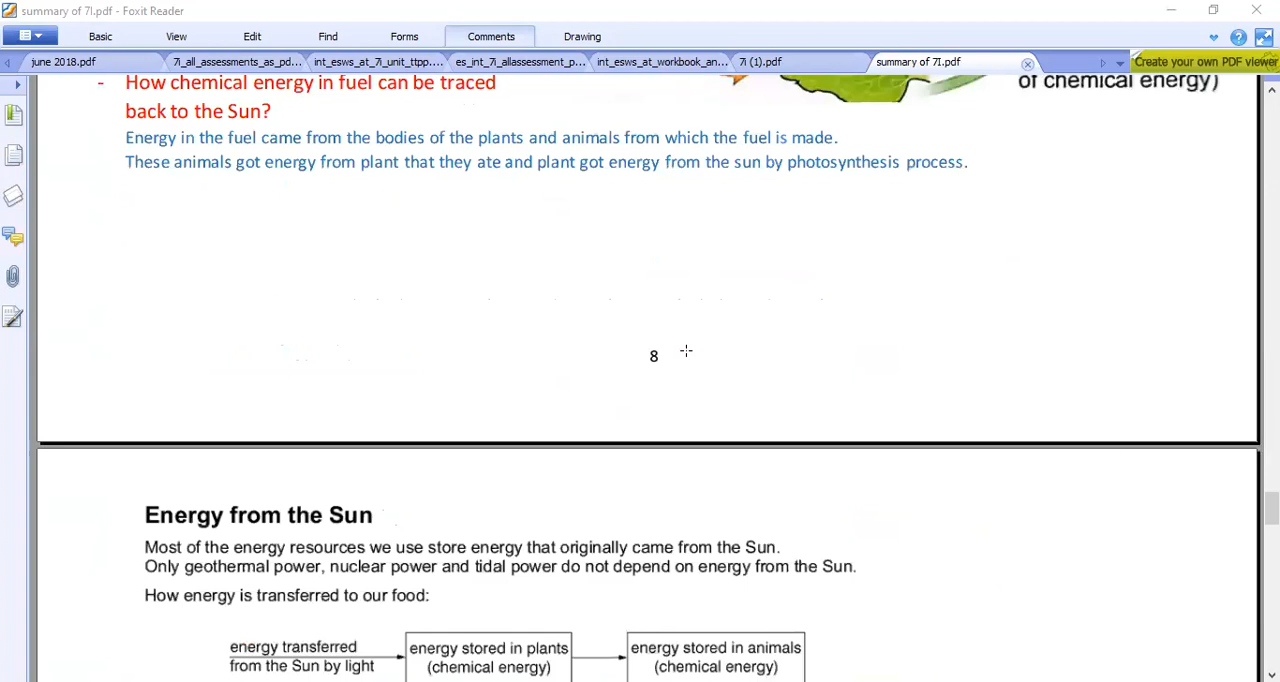 summary of 7I.pdf - Foxit Reader
Basic View Edit Find Forms Comments Drawing
june 2018.pdf 7i_all_assessments_as_pd... int_esws_at_7i_unit_ttpp.... es_int_7i_allassessment_p... int_esws_at_workbook_an... 7i (1).pdf summary of 7I.pdf Create your own PDF viewer
- How chemical energy in fuel can be traced
back to the Sun?
of chemical energy)
Energy in the fuel came from the bodies of the plants and animals from which the fuel is made.
These animals got energy from plant that they ate and plant got energy from the sun by photosynthesis process.
8
Energy from the Sun
Most of the energy resources we use store energy that originally came from the Sun.
Only geothermal power, nuclear power and tidal power do not depend on energy from the Sun.
How energy is transferred to our food:
energy transferred
from the Sun by light
energy stored in plants
(chemical energy)
energy stored in animals
(chemical energy)